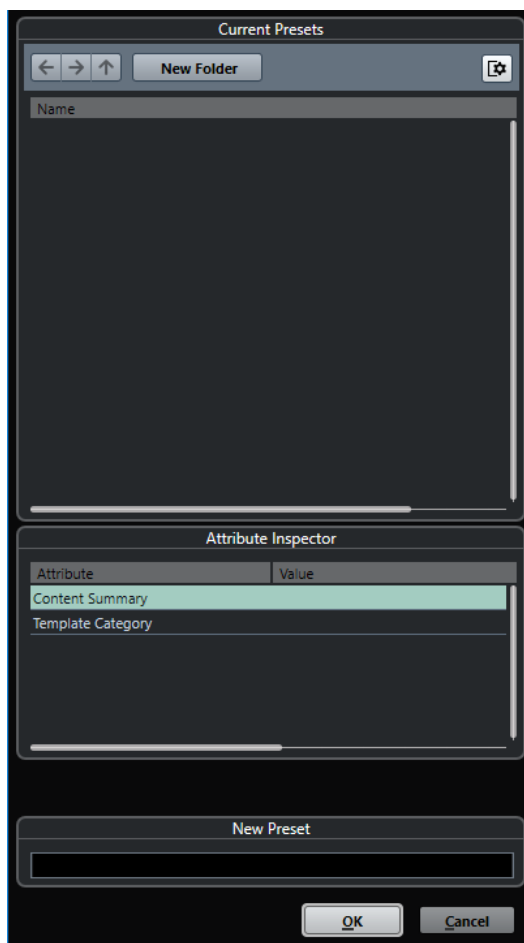 Current Presets
New Folder
Name
Attribute Inspector
Attribute Value
Content Summary
Template Category
New Preset
OK Cancel